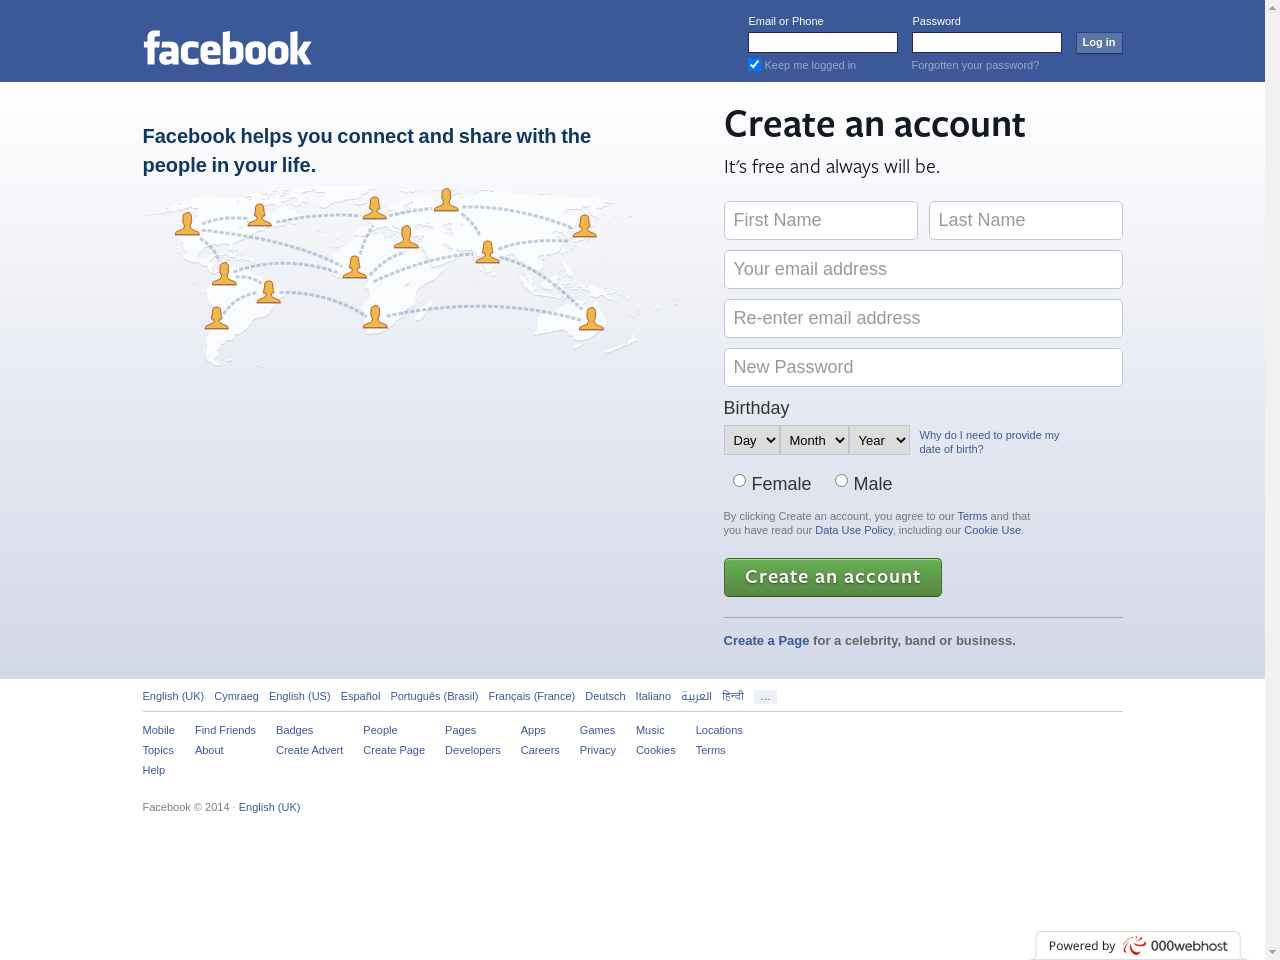 facebook
Email or Phone
Password
Log in
Keep me logged in
Forgotten your password?
Facebook helps you connect and share with the
people in your life.
Create an account
It's free and always will be.
First Name
Last Name
Your email address
Re-enter email address
New Password
Birthday
Day
Month
Year
Why do I need to provide my
date of birth?
Female
Male
By clicking Create an account, you agree to our Terms and that
you have read our Data Use Policy, including our Cookie Use.
Create an account
Create a Page for a celebrity, band or business.
English (UK) Cymraeg English (US) Español Português (Brasil) Français (France) Deutsch Italiano العربية हिन्दी ...
Mobile Find Friends Badges People Pages Apps Games Music Locations
Topics About Create Advert Create Page Developers Careers Privacy Cookies Terms
Help
Facebook © 2014 · English (UK)
Powered by 000webhost